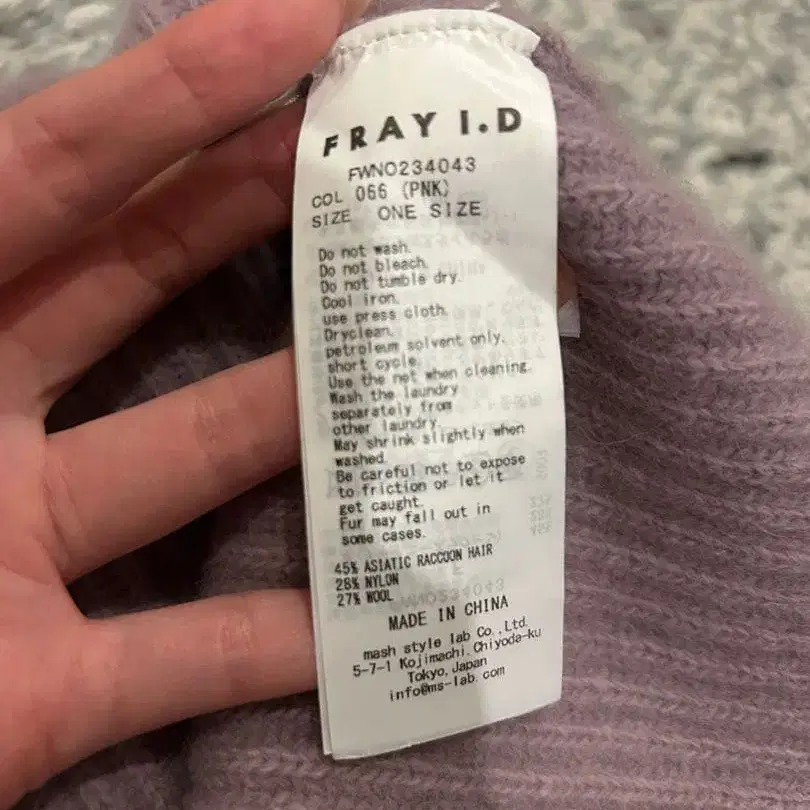 FRAY I.D
FWNO234043
COL 066 (PNK)
SIZE ONE SIZE
Do not wash.
Do not bleach.
Do not tumble dry.
Cool iron.
use press cloth.
Dryclean.
petroleum solvent only.
short cycle.
Use the net when cleaning.
Wash the laundry
separately from
other laundry.
May shrink slightly when
washed.
Be careful not to expose
to friction or let it
get caught.
Fur may fall out in
some cases.
45% ASIATIC RACCOON HAIR
28% NYLON
27% WOOL
MADE IN CHINA
mash style lab Co.,Ltd.
5-7-1 Kojimachi.Chiyoda-ku
Tokyo,Japan
info@ms-lab.com